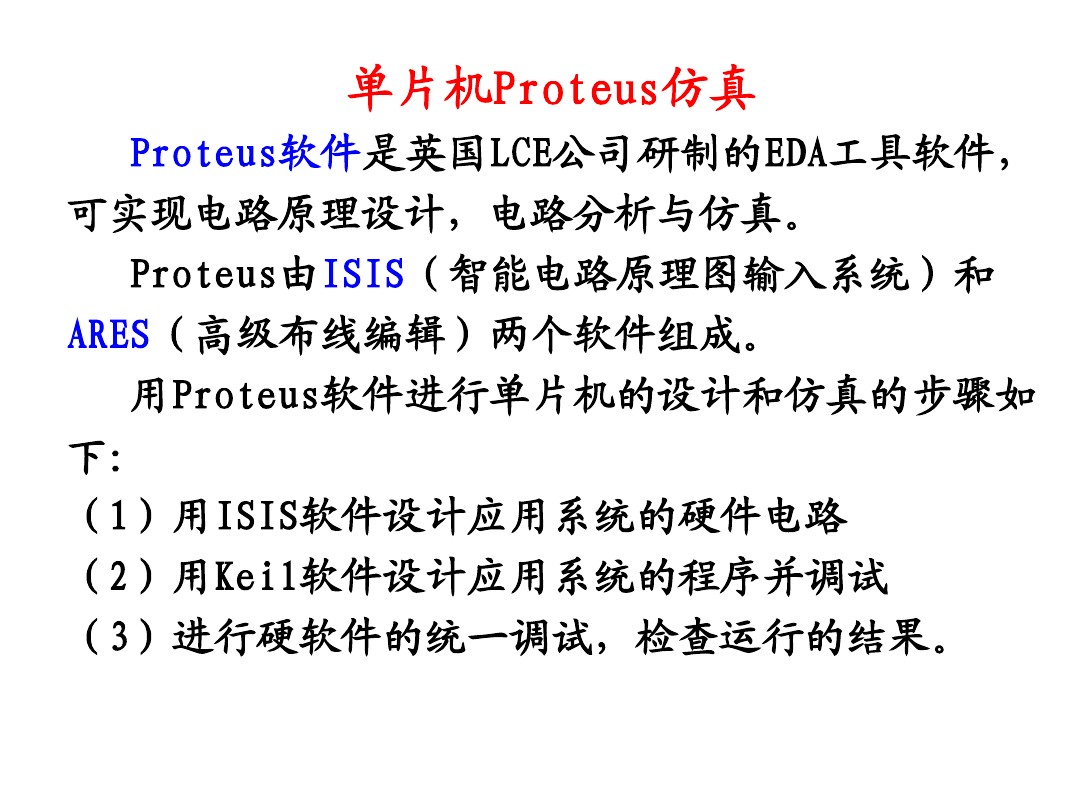 单片机Proteus仿真
Proteus软件是英国LCE公司研制的EDA工具软件，
可实现电路原理设计，电路分析与仿真。
Proteus由ISIS（智能电路原理图输入系统）和
ARES（高级布线编辑）两个软件组成。
用Proteus软件进行单片机的设计和仿真的步骤如
下：
（1）用ISIS软件设计应用系统的硬件电路
（2）用Keil软件设计应用系统的程序并调试
（3）进行硬软件的统一调试，检查运行的结果。